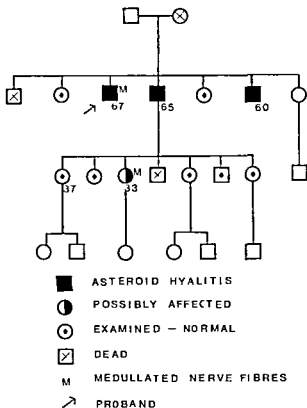 M
67 65 60
M
37 33
ASTEROID HYALITIS
POSSIBLY AFFECTED
EXAMINED – NORMAL
DEAD
M MEDULLATED NERVE FIBRES
PROBAND